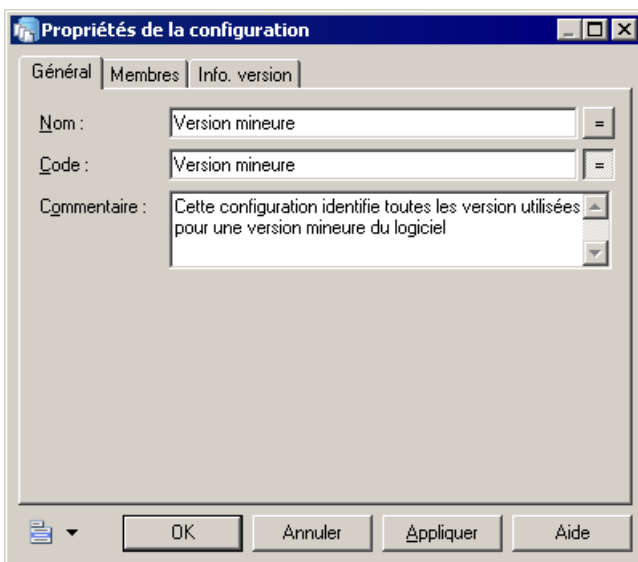 Propriétés de la configuration
Général Membres Info. version
Nom : Version mineure =
Code : Version mineure =
Commentaire : Cette configuration identifie toutes les version utilisées
pour une version mineure du logiciel
OK Annuler Appliquer Aide